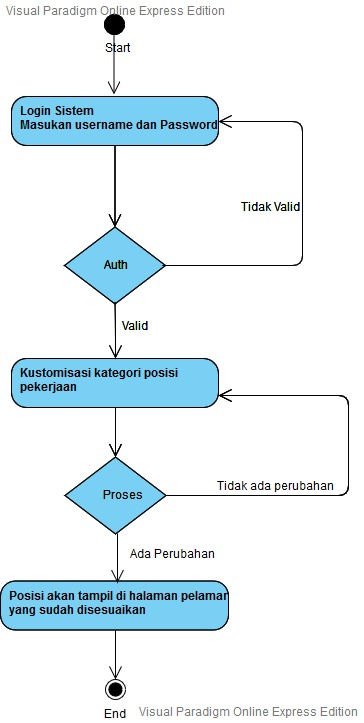 Visual Paradigm Online Express Edition
Start
Login Sistem
Masukan username dan Password
Tidak Valid
Auth
Valid
Kustomisasi kategori posisi
pekerjaan
Proses
Tidak ada perubahan
Ada Perubahan
Posisi akan tampil di halaman pelamar
yang sudah disesuaikan
End
Visual Paradigm Online Express Edition